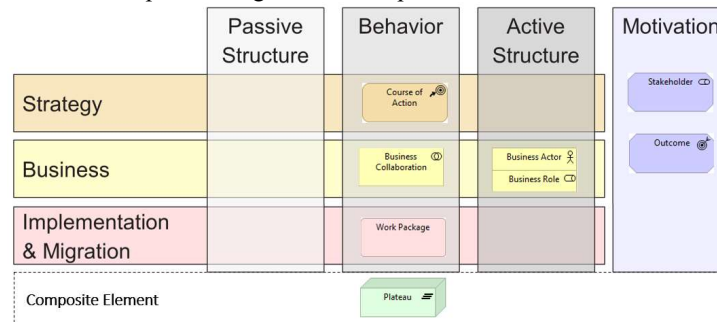 Passive
Structure
Behavior
Active
Structure
Motivation
Strategy
Course of
Action
Stakeholder
Outcome
Business
Business
Collaboration
Business Actor
Business Role
Implementation
& Migration
Work Package
Composite Element
Plateau